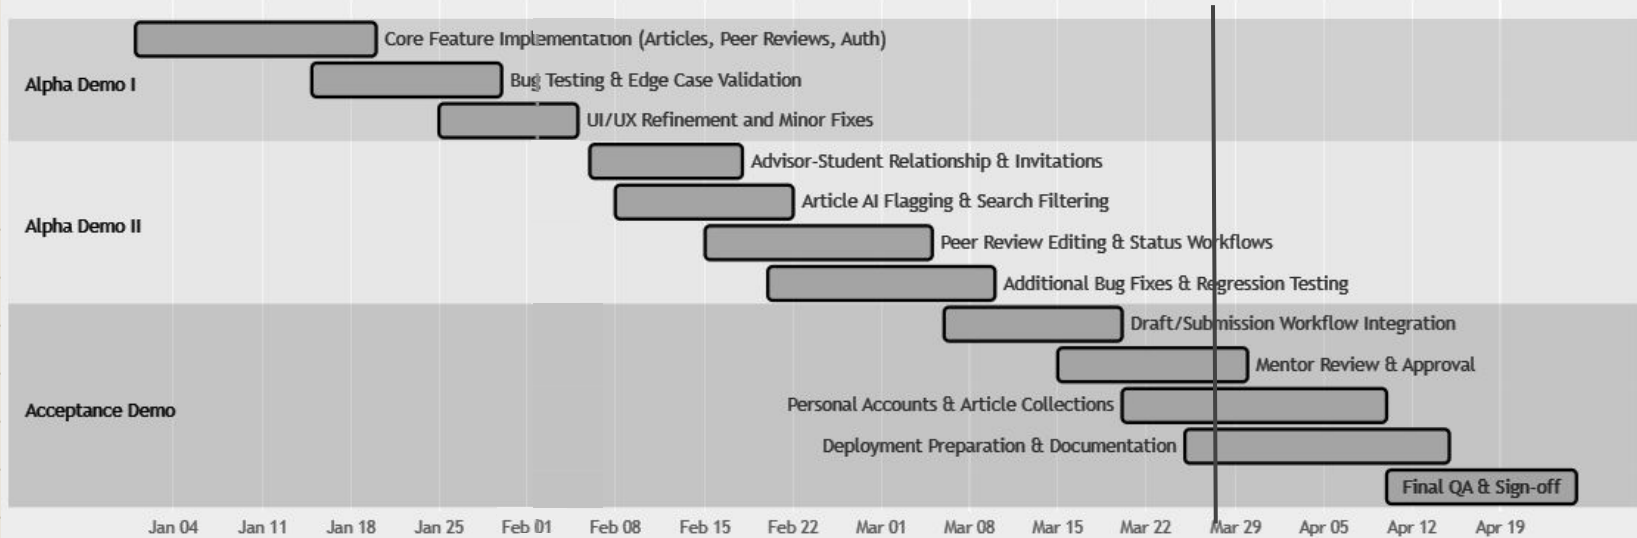 Core Feature Implementation (Articles, Peer Reviews, Auth)
Alpha Demo I
Bug Testing & Edge Case Validation
UI/UX Refinement and Minor Fixes
Advisor-Student Relationship & Invitations
Article AI Flagging & Search Filtering
Alpha Demo II
Peer Review Editing & Status Workflows
Additional Bug Fixes & Regression Testing
Draft/Submission Workflow Integration
Mentor Review & Approval
Acceptance Demo
Personal Accounts & Article Collections
Deployment Preparation & Documentation
Final QA & Sign-off
Jan 04 Jan 11 Jan 18 Jan 25 Feb 01 Feb 08 Feb 15 Feb 22 Mar 01 Mar 08 Mar 15 Mar 22 Mar 29 Apr 05 Apr 12 Apr 19